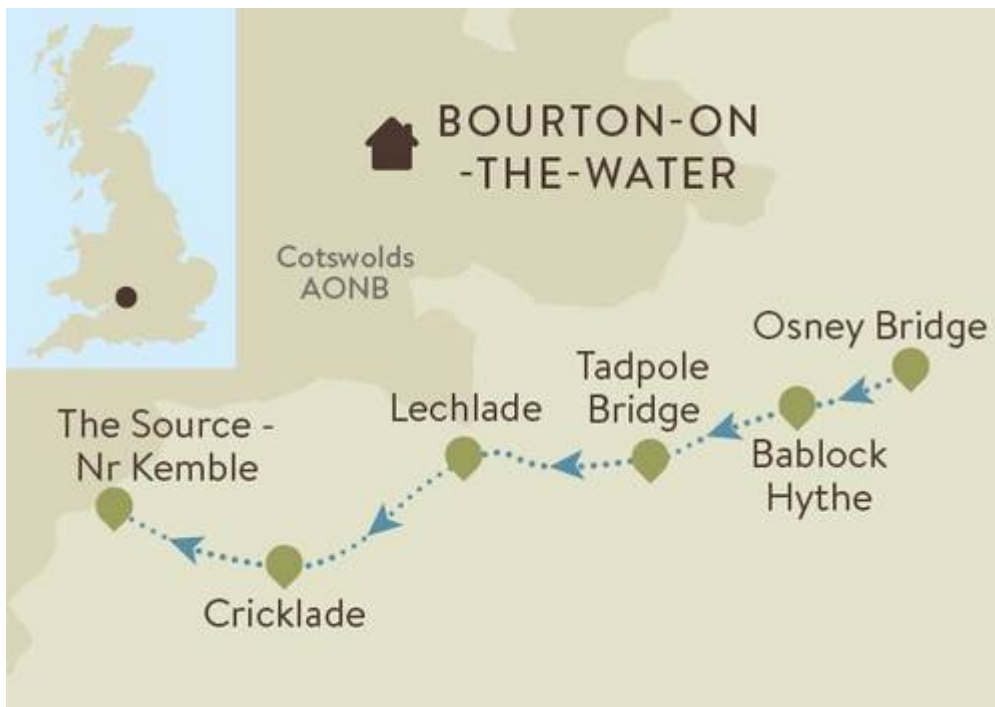 BOURTON-ON
-THE-WATER
Cotswolds
AONB
Osney Bridge
Tadpole
Bridge
Lechlade
The Source -
Nr Kemble
Bablock
Hythe
Cricklade